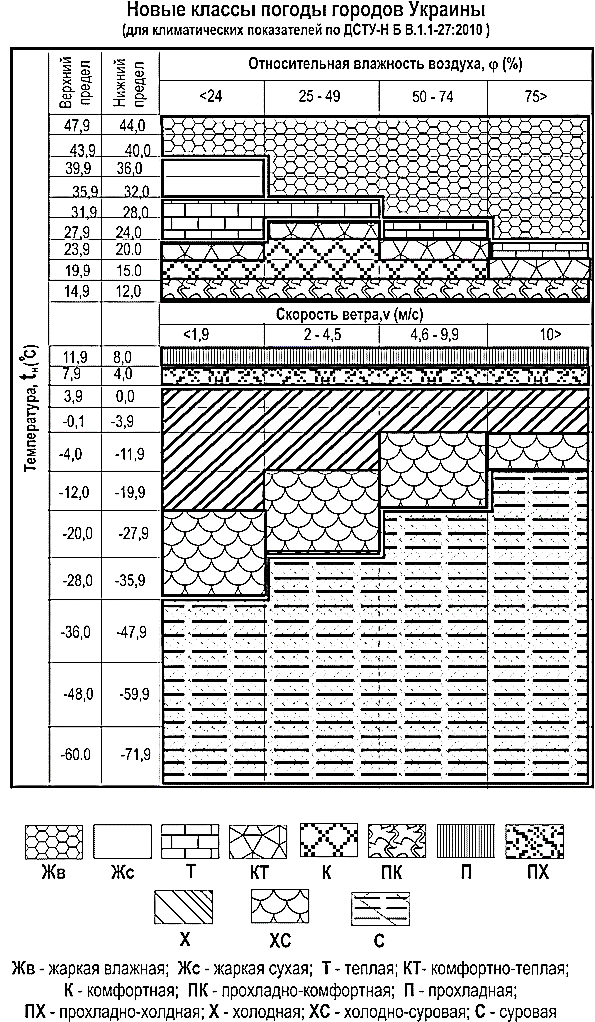 Новые классы погоды городов Украины
(для климатических показателей по ДСТУ-Н Б В.1.1-27:2010 )
Верхний предел
Нижний предел
Относительная влажность воздуха, φ (%)
<24 25 - 49 50 - 74 75>
47,9 44,0
43,9 40,0
39,9 36,0
35,9 32,0
31,9 28,0
27,9 24,0
23,9 20.0
19,9 15.0
14,9 12,0
Температура, tн(°C)
Скорость ветра,v (м/с)
<1,9 2 - 4,5 4,6 - 9,9 10>
11,9 8,0
7,9 4,0
3,9 0,0
-0,1 -3,9
-4,0 -11,9
-12,0 -19,9
-20,0 -27,9
-28,0 -35,9
-36,0 -47,9
-48,0 -59,9
-60.0 -71,9
Жв Жс Т КТ К ПК П ПХ
Х ХС С
Жв - жаркая влажная; Жс - жаркая сухая; Т - теплая; КТ- комфортно-теплая;
К - комфортная; ПК - прохладно-комфортная; П - прохладная;
ПХ - прохладно-холдная; Х - холодная; ХС - холодно-суровая; С - суровая